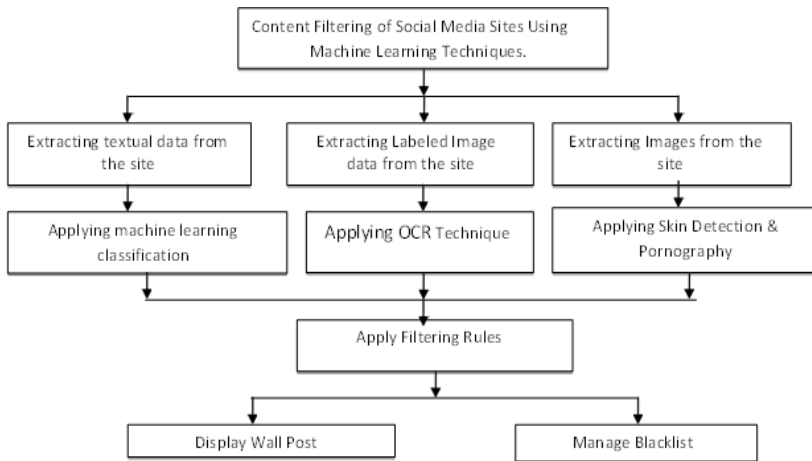 Content Filtering of Social Media Sites Using
Machine Learning Techniques.
Extracting textual data from
the site
Extracting Labeled Image
data from the site
Extracting Images from the
site
Applying machine learning
classification
Applying OCR Technique
Applying Skin Detection &
Pornography
Apply Filtering Rules
Display Wall Post
Manage Blacklist